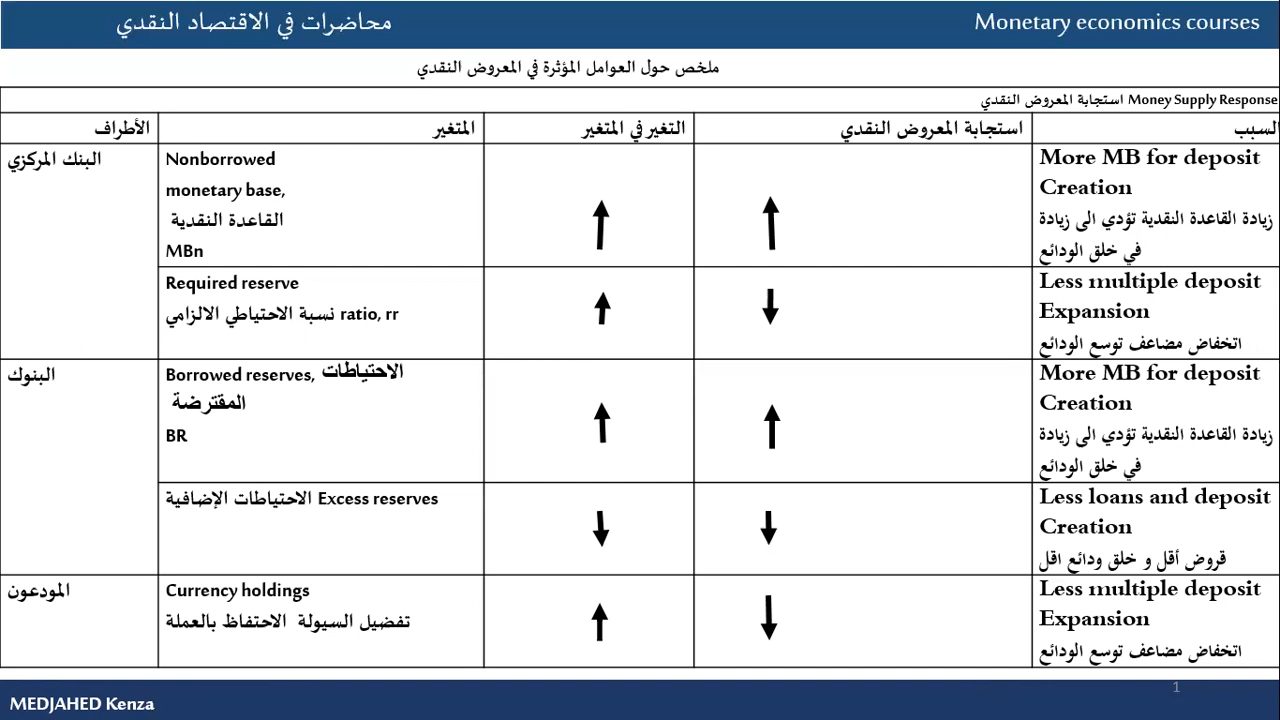 محاضرات في الاقتصاد النقدي
Monetary economics courses
ملخص حول العوامل المؤثرة في المعروض النقدي
Money Supply Response استجابة المعروض النقدي
الأطراف
المتغير
التغير في المتغير
استجابة المعروض النقدي
السبب
البنك المركزي
Nonborrowed
monetary base,
القاعدة النقدية
MBn
More MB for deposit
Creation
زيادة القاعدة النقدية تؤدي الى زيادة
في خلق الودائع
Required reserve
ratio, rr نسبة الاحتياطي الالزامي
Less multiple deposit
Expansion
اتخفاض مضاعف توسع الودائع
البنوك
Borrowed reserves, الاحتياطات
المقترضة
BR
More MB for deposit
Creation
زيادة القاعدة النقدية تؤدي الى زيادة
في خلق الودائع
Excess reserves الاحتياطات الإضافية
Less loans and deposit
Creation
قروض أقل و خلق ودائع اقل
المودعون
Currency holdings
تفضيل السيولة الاحتفاظ بالعملة
Less multiple deposit
Expansion
اتخفاض مضاعف توسع الودائع
1
MEDJAHED Kenza